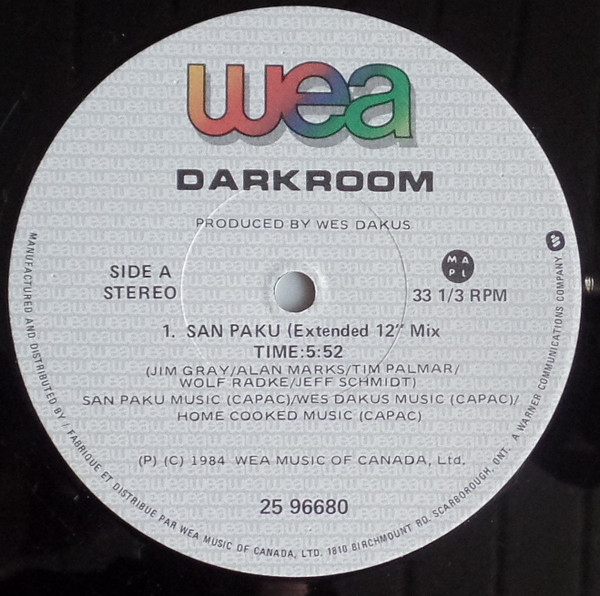 wea
DARKROOM
PRODUCED BY WES DAKUS
SIDE A
STEREO
M A
P L
33 1/3 RPM
1. SAN PAKU (Extended 12" Mix
TIME:5:52
(JIM GRAY/ALAN MARKS/TIM PALMAR/
WOLF RADKE/JEFF SCHMIDT)
SAN PAKU MUSIC (CAPAC)/WES DAKUS MUSIC (CAPAC)/
HOME COOKED MUSIC (CAPAC)
(P) (C) 1984 WEA MUSIC OF CANADA, Ltd.
25 96680
MANUFACTURED AND DISTRIBUTED BY / FABRIQUE ET DISTRIBUE PAR WEA MUSIC OF CANADA, LTD. 1810 BIRCHMOUNT RD. SCARBOROUGH, ONT. A WARNER COMMUNICATIONS COMPANY